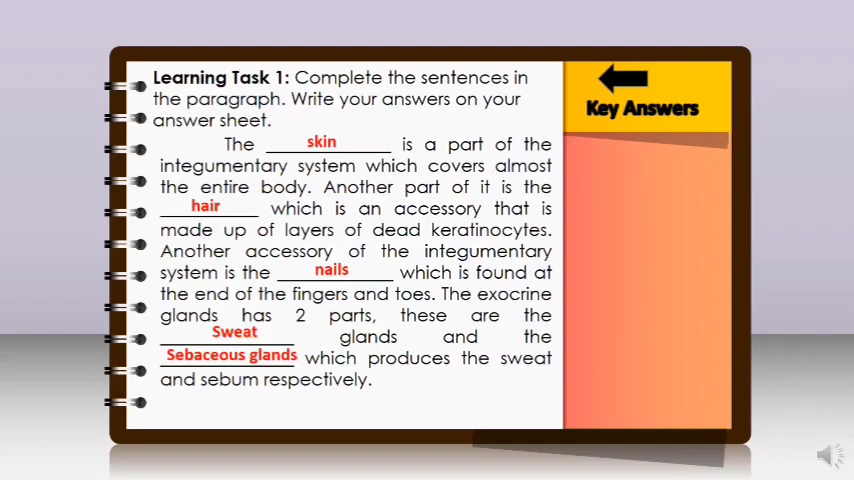 Learning Task 1: Complete the sentences in
the paragraph. Write your answers on your
answer sheet.
The skin is a part of the
integumentary system which covers almost
the entire body. Another part of it is the
hair which is an accessory that is
made up of layers of dead keratinocytes.
Another accessory of the integumentary
system is the nails which is found at
the end of the fingers and toes. The exocrine
glands has 2 parts, these are the
Sweat glands and the
Sebaceous glands which produces the sweat
and sebum respectively.
Key Answers